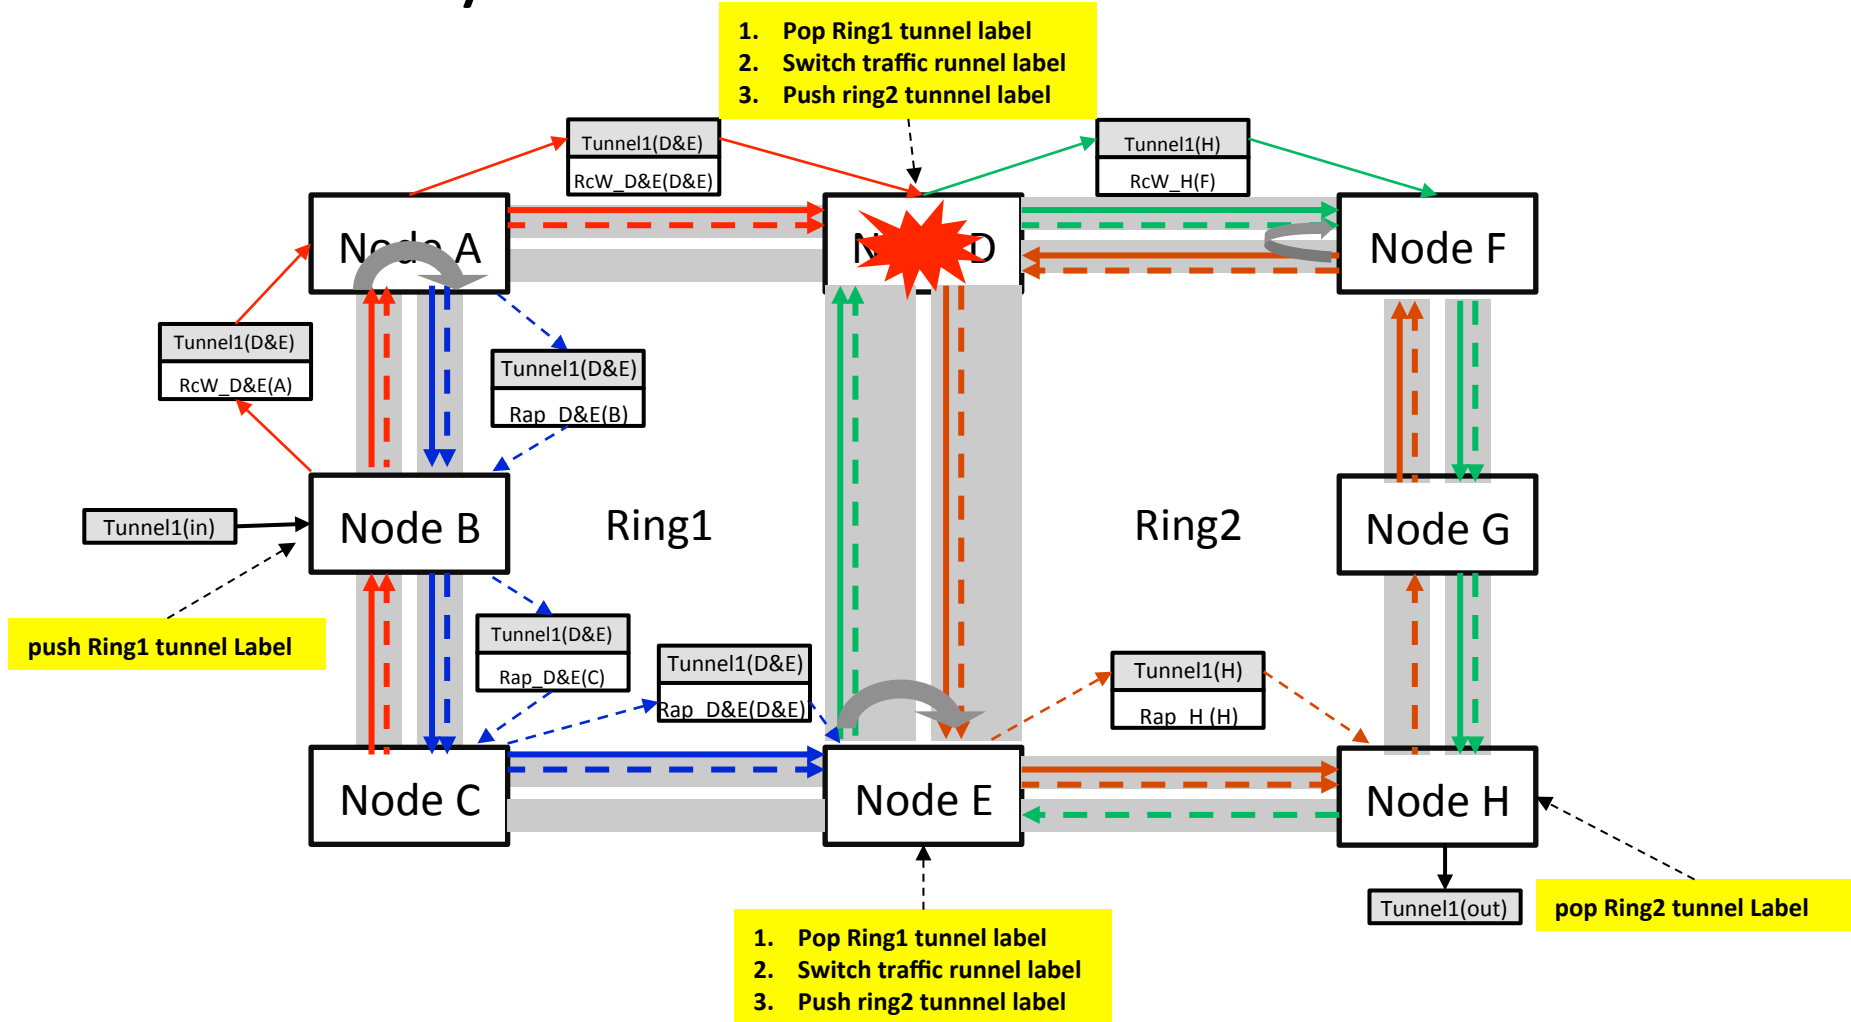 1. Pop Ring1 tunnel label
2. Switch traffic runnel label
3. Push ring2 tunnnel label
Tunnel1(D&E)
RcW_D&E(D&E)
Tunnel1(H)
RcW_H(F)
Node A
D
Node F
Tunnel1(D&E)
RcW_D&E(A)
Tunnel1(D&E)
Rap_D&E(B)
Tunnel1(in)
Node B
Ring1
Ring2
Node G
push Ring1 tunnel Label
Tunnel1(D&E)
Rap_D&E(C)
Tunnel1(D&E)
Rap_D&E(D&E)
Tunnel1(H)
Rap_H (H)
Node C
Node E
Node H
Tunnel1(out)
pop Ring2 tunnel Label
1. Pop Ring1 tunnel label
2. Switch traffic runnel label
3. Push ring2 tunnnel label